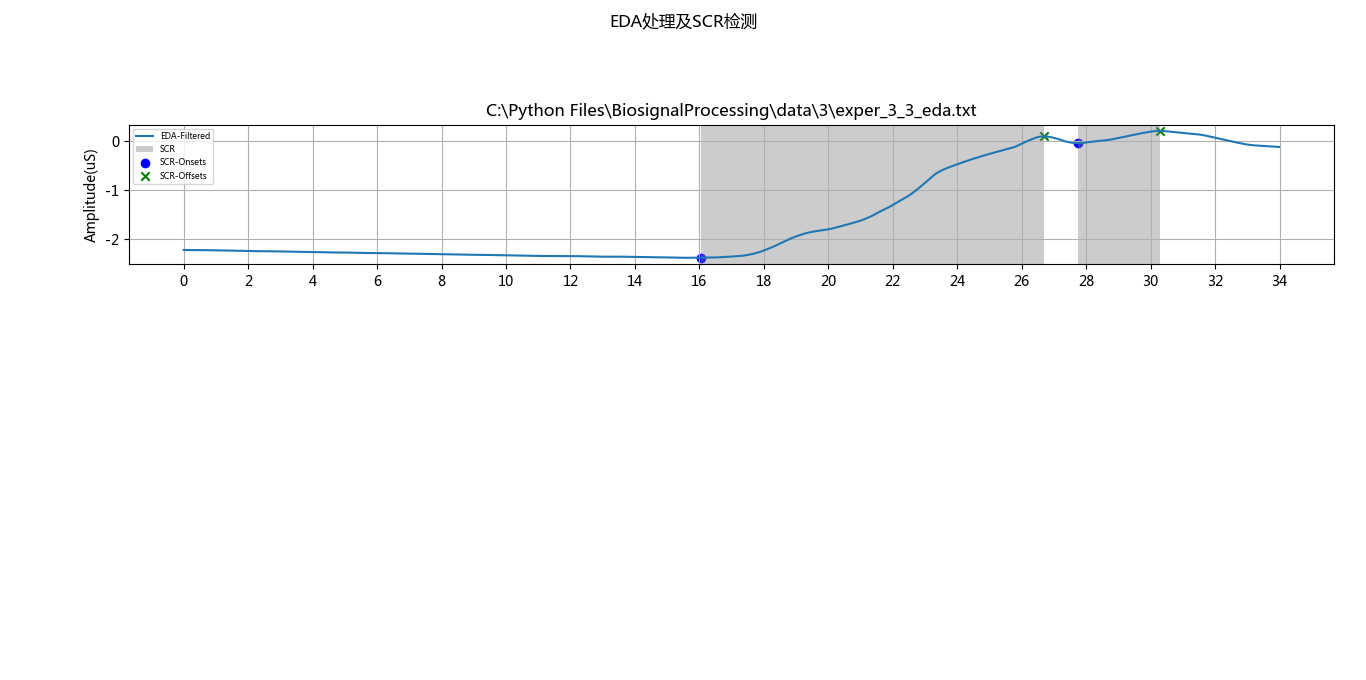 EDA处理及SCR检测
C:\Python Files\BiosignalProcessing\data\3\exper_3_3_eda.txt
Amplitude(uS)
0
-1
-2
EDA-Filtered
SCR
SCR-Onsets
SCR-Offsets
0 2 4 6 8 10 12 14 16 18 20 22 24 26 28 30 32 34